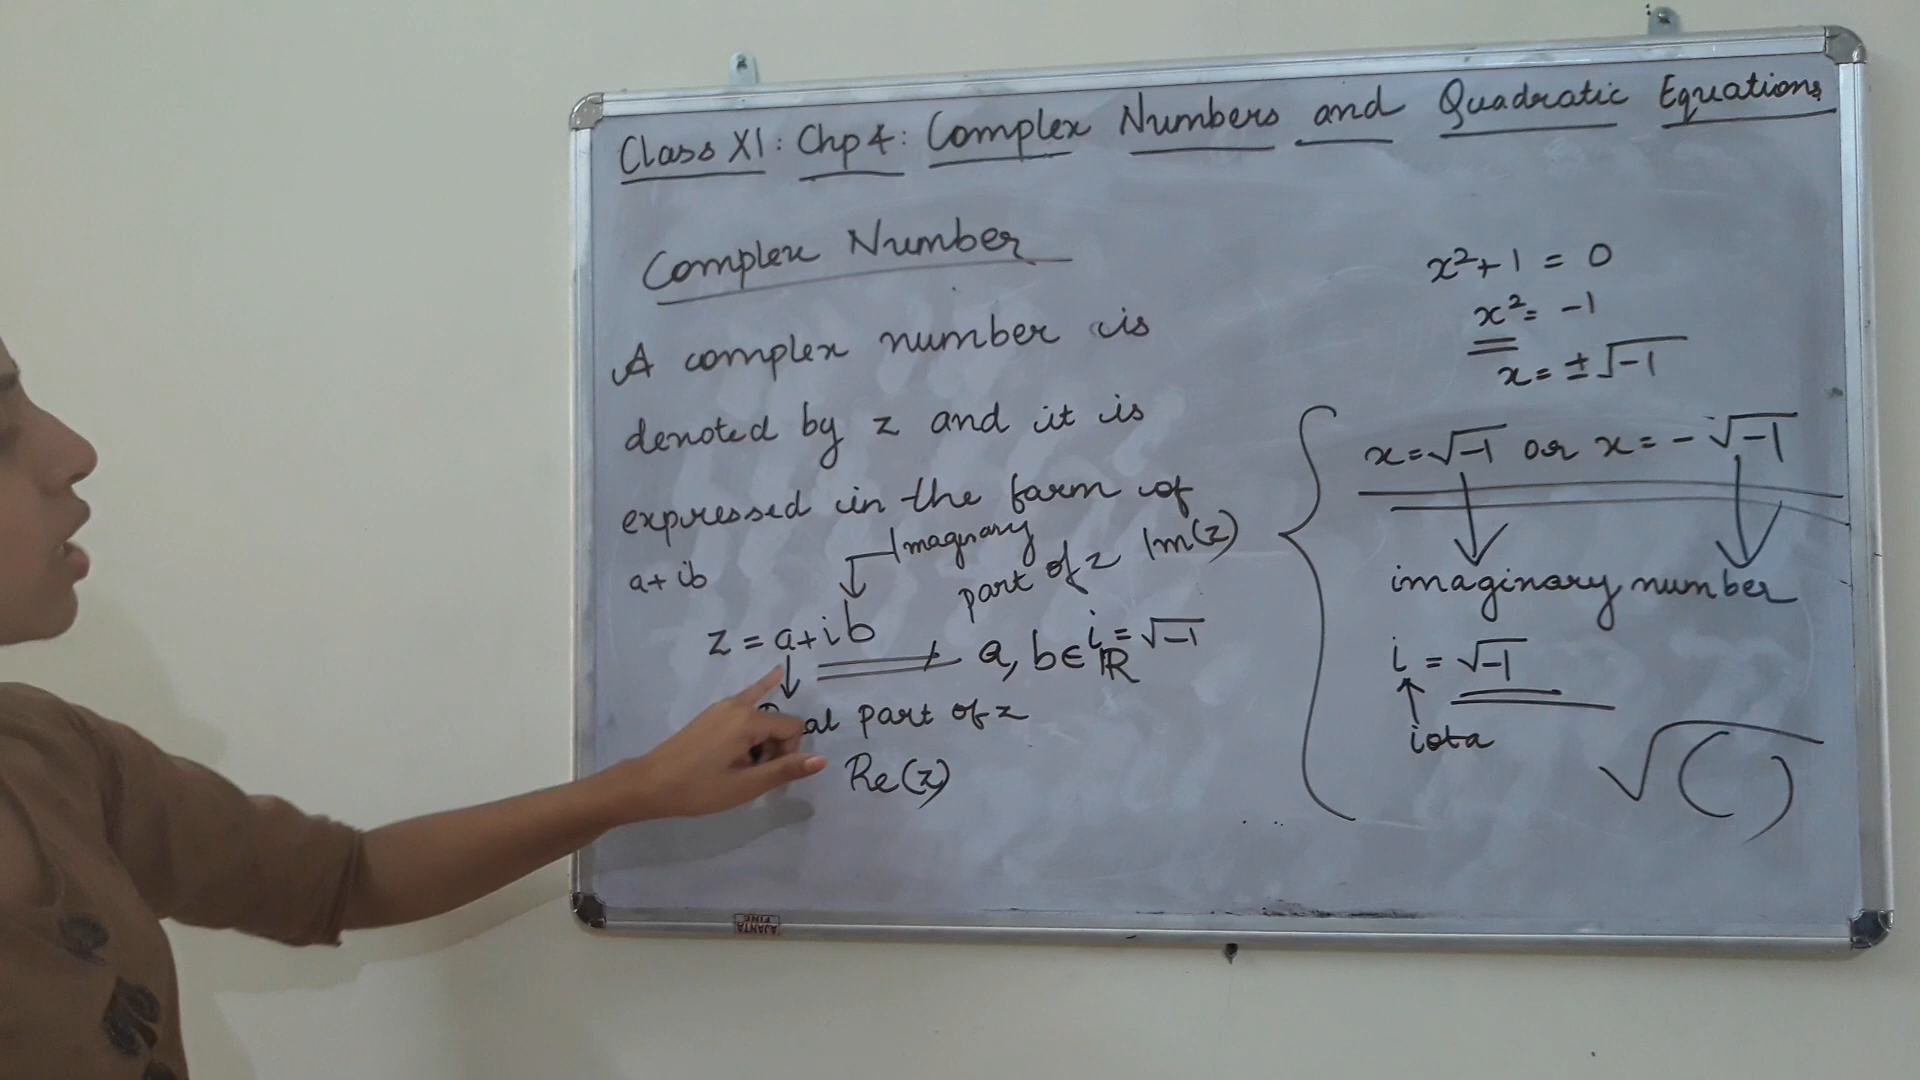 Class XI: Chp 4: Complex Numbers and Quadratic Equations
Complex Number
A complex number is
denoted by z and it is
expressed in the form of
a+ib
Imaginary
part of z Im(z)
z = a+ib
i = √-1
a, b ∈ ℝ
part of z
Re(z)
x²+1 = 0
x² = -1
x = ± √-1
x = √-1 or x = - √-1
imaginary number
i = √-1
iota
√( )
AJANTA
FINE